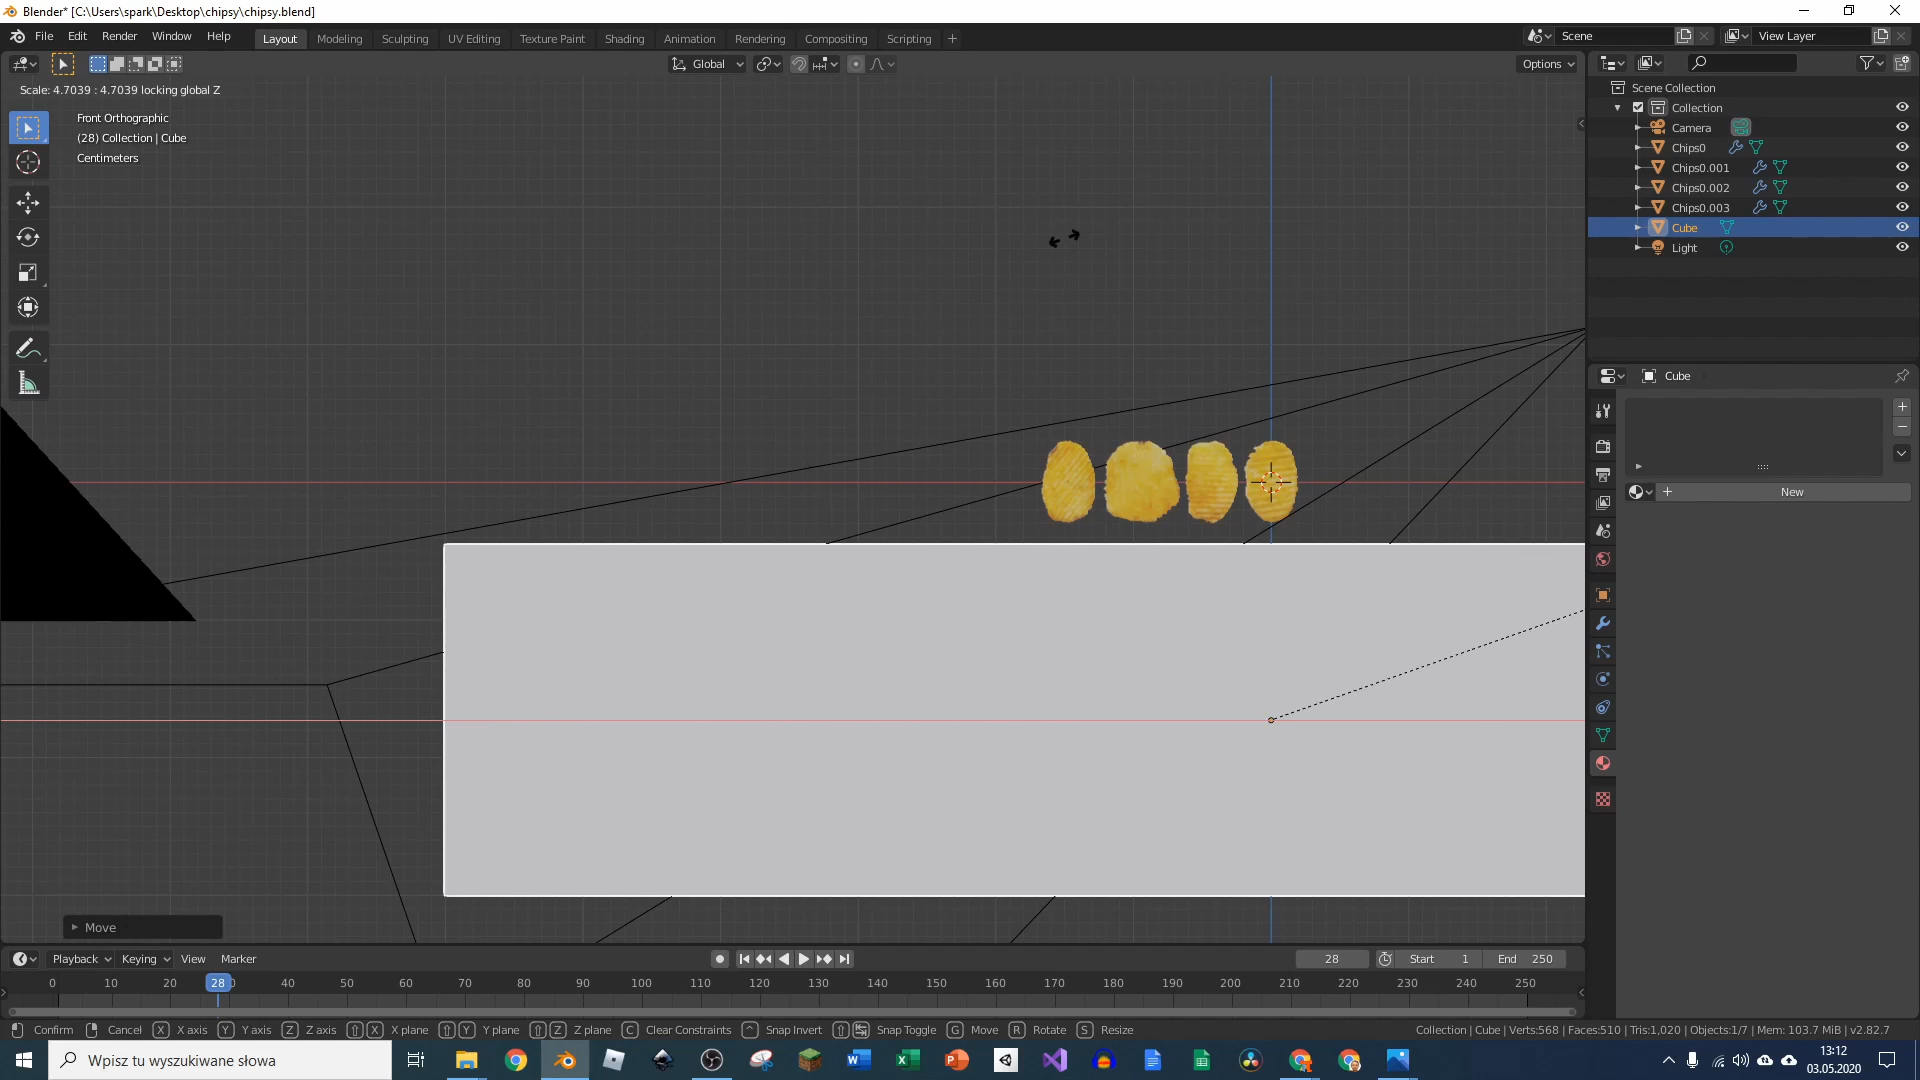 Blender* [C:\Users\spark\Desktop\chipsy\chipsy.blend]
File Edit Render Window Help Layout Modeling Sculpting UV Editing Texture Paint Shading Animation Rendering Compositing Scripting + Scene View Layer
Global Options
Scale: 4.7039 : 4.7039 locking global Z
Front Orthographic
(28) Collection | Cube
Centimeters
Scene Collection
Collection
Camera
Chips0
Chips0.001
Chips0.002
Chips0.003
Cube
Light
Cube
New
Move
Playback Keying View Marker 28 Start 1 End 250
0 10 20 28 40 50 60 70 80 90 100 110 120 130 140 150 160 170 180 190 200 210 220 230 240 250
Confirm Cancel X X axis Y Y axis Z Z axis X X plane Y Y plane Z Z plane C Clear Constraints ^ Snap Invert Snap Toggle G Move R Rotate S Resize Collection | Cube | Verts:568 | Faces:510 | Tris:1,020 | Objects:1/7 | Mem: 103.7 MiB | v2.82.7
Wpisz tu wyszukiwane słowa
13:12
03.05.2020